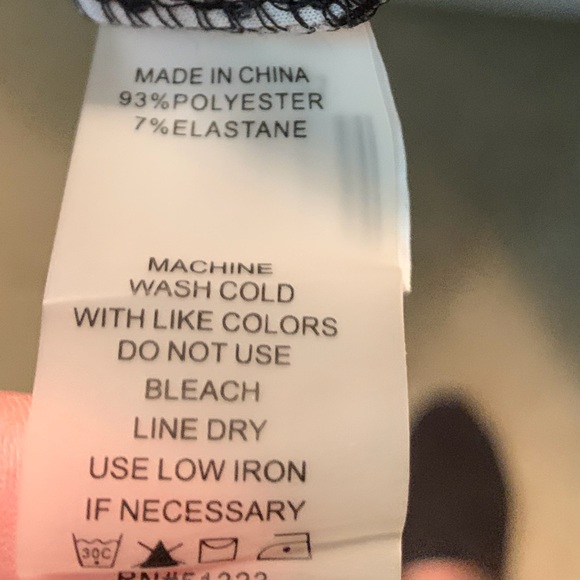 MADE IN CHINA
93%POLYESTER
7%ELASTANE
MACHINE
WASH COLD
WITH LIKE COLORS
DO NOT USE
BLEACH
LINE DRY
USE LOW IRON
IF NECESSARY
30C